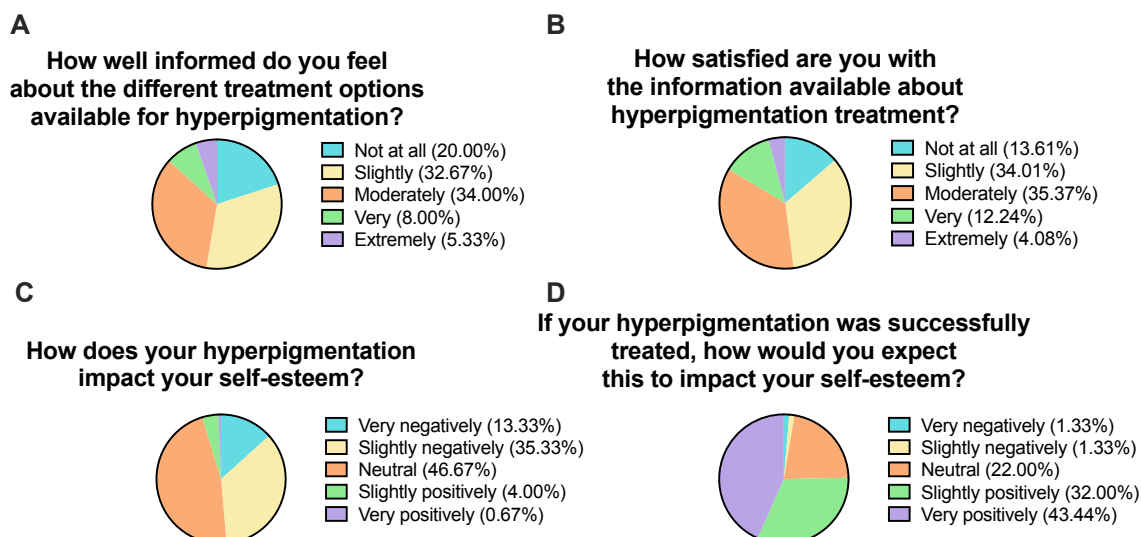 A
How well informed do you feel
about the different treatment options
available for hyperpigmentation?
Not at all (20.00%)
Slightly (32.67%)
Moderately (34.00%)
Very (8.00%)
Extremely (5.33%)
B
How satisfied are you with
the information available about
hyperpigmentation treatment?
Not at all (13.61%)
Slightly (34.01%)
Moderately (35.37%)
Very (12.24%)
Extremely (4.08%)
C
How does your hyperpigmentation
impact your self-esteem?
Very negatively (13.33%)
Slightly negatively (35.33%)
Neutral (46.67%)
Slightly positively (4.00%)
Very positively (0.67%)
D
If your hyperpigmentation was successfully
treated, how would you expect
this to impact your self-esteem?
Very negatively (1.33%)
Slightly negatively (1.33%)
Neutral (22.00%)
Slightly positively (32.00%)
Very positively (43.44%)